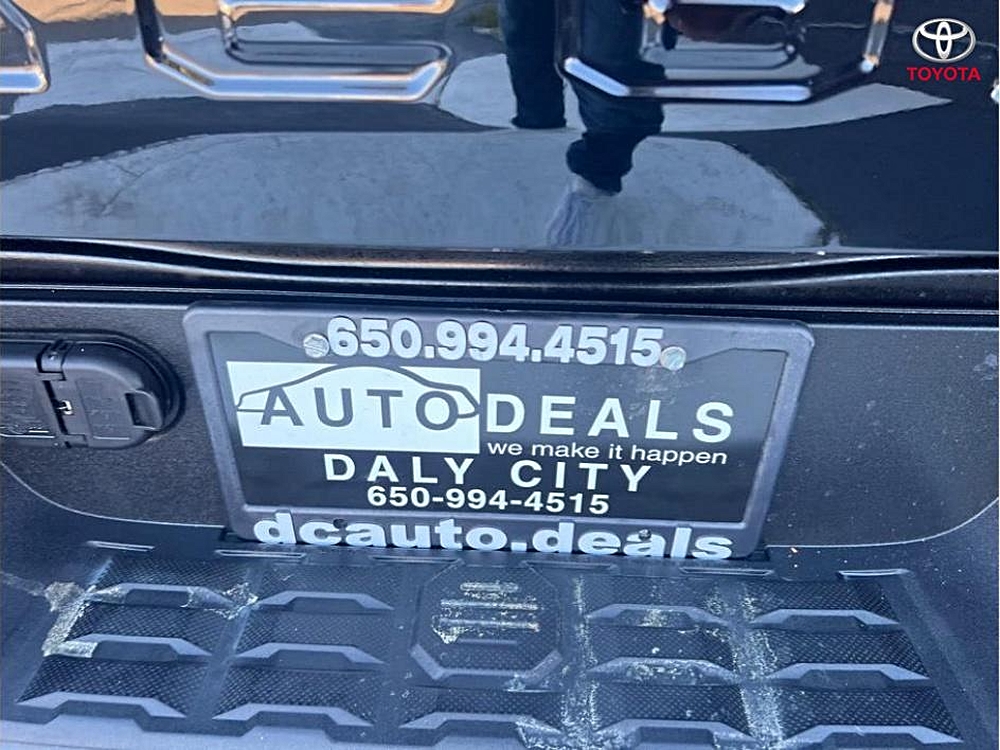 TOYOTA
650.994.4515
AUTO DEALS
we make it happen
DALY CITY
650-994-4515
dcauto.deals